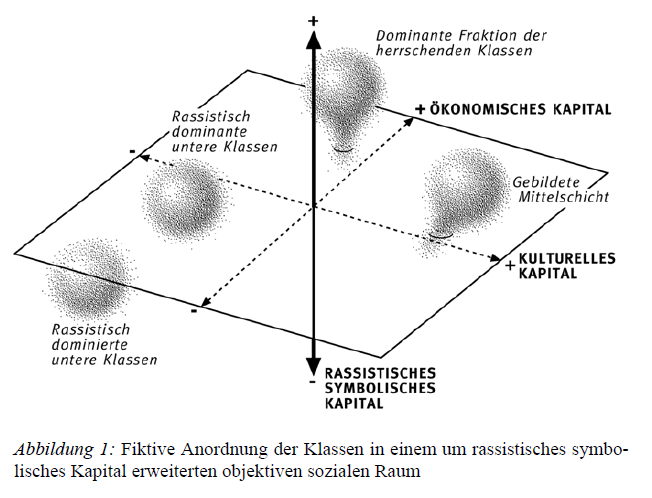 +
Dominante Fraktion der
herrschenden Klassen
+ ÖKONOMISCHES KAPITAL
Rassistisch
dominante
untere Klassen
-
Gebildete
Mittelschicht
+ KULTURELLES
KAPITAL
-
Rassistisch
dominierte
untere Klassen
- RASSISTISCHES
SYMBOLISCHES
KAPITAL
Abbildung 1: Fiktive Anordnung der Klassen in einem um rassistisches symbo-
lisches Kapital erweiterten objektiven sozialen Raum